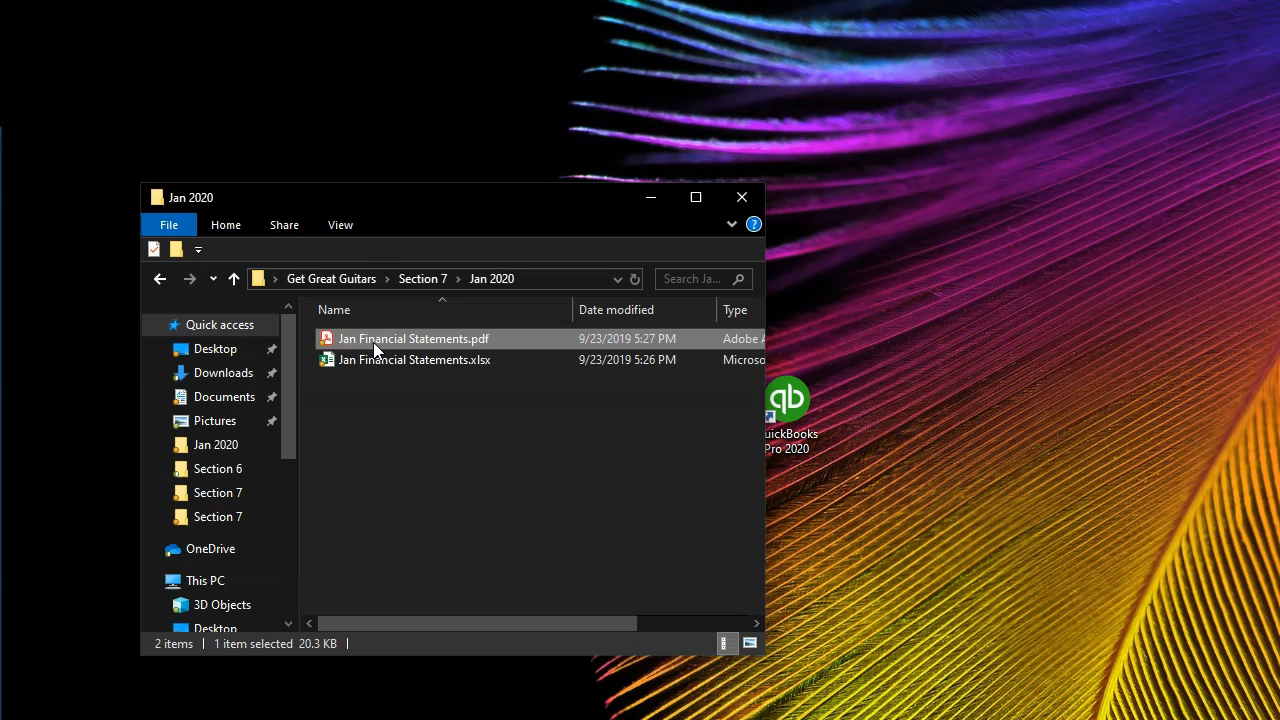 Jan 2020
File Home Share View
Get Great Guitars Section 7 Jan 2020 Search Ja...
Name Date modified Type
Quick access
Desktop
Downloads
Documents
Pictures
Jan 2020
Section 6
Section 7
Section 7
OneDrive
This PC
3D Objects
Desktop
Jan Financial Statements.pdf 9/23/2019 5:27 PM Adobe A
Jan Financial Statements.xlsx 9/23/2019 5:26 PM Microso
2 items 1 item selected 20.3 KB
qb
uickBooks
Pro 2020